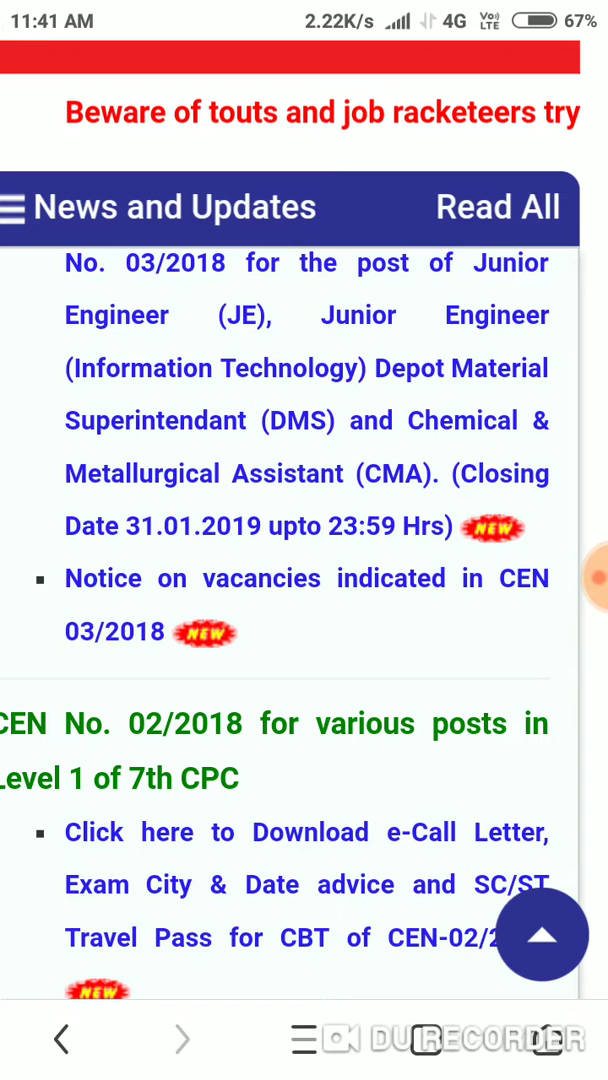 11:41 AM 2.22K/s 4G VoD LTE 67%
Beware of touts and job racketeers try
News and Updates Read All
No. 03/2018 for the post of Junior
Engineer (JE), Junior Engineer
(Information Technology) Depot Material
Superintendant (DMS) and Chemical &
Metallurgical Assistant (CMA). (Closing
Date 31.01.2019 upto 23:59 Hrs) NEW
▪ Notice on vacancies indicated in CEN
03/2018 NEW
CEN No. 02/2018 for various posts in
Level 1 of 7th CPC
▪ Click here to Download e-Call Letter,
Exam City & Date advice and SC/ST
Travel Pass for CBT of CEN-02/2
NEW
DU RECORDER